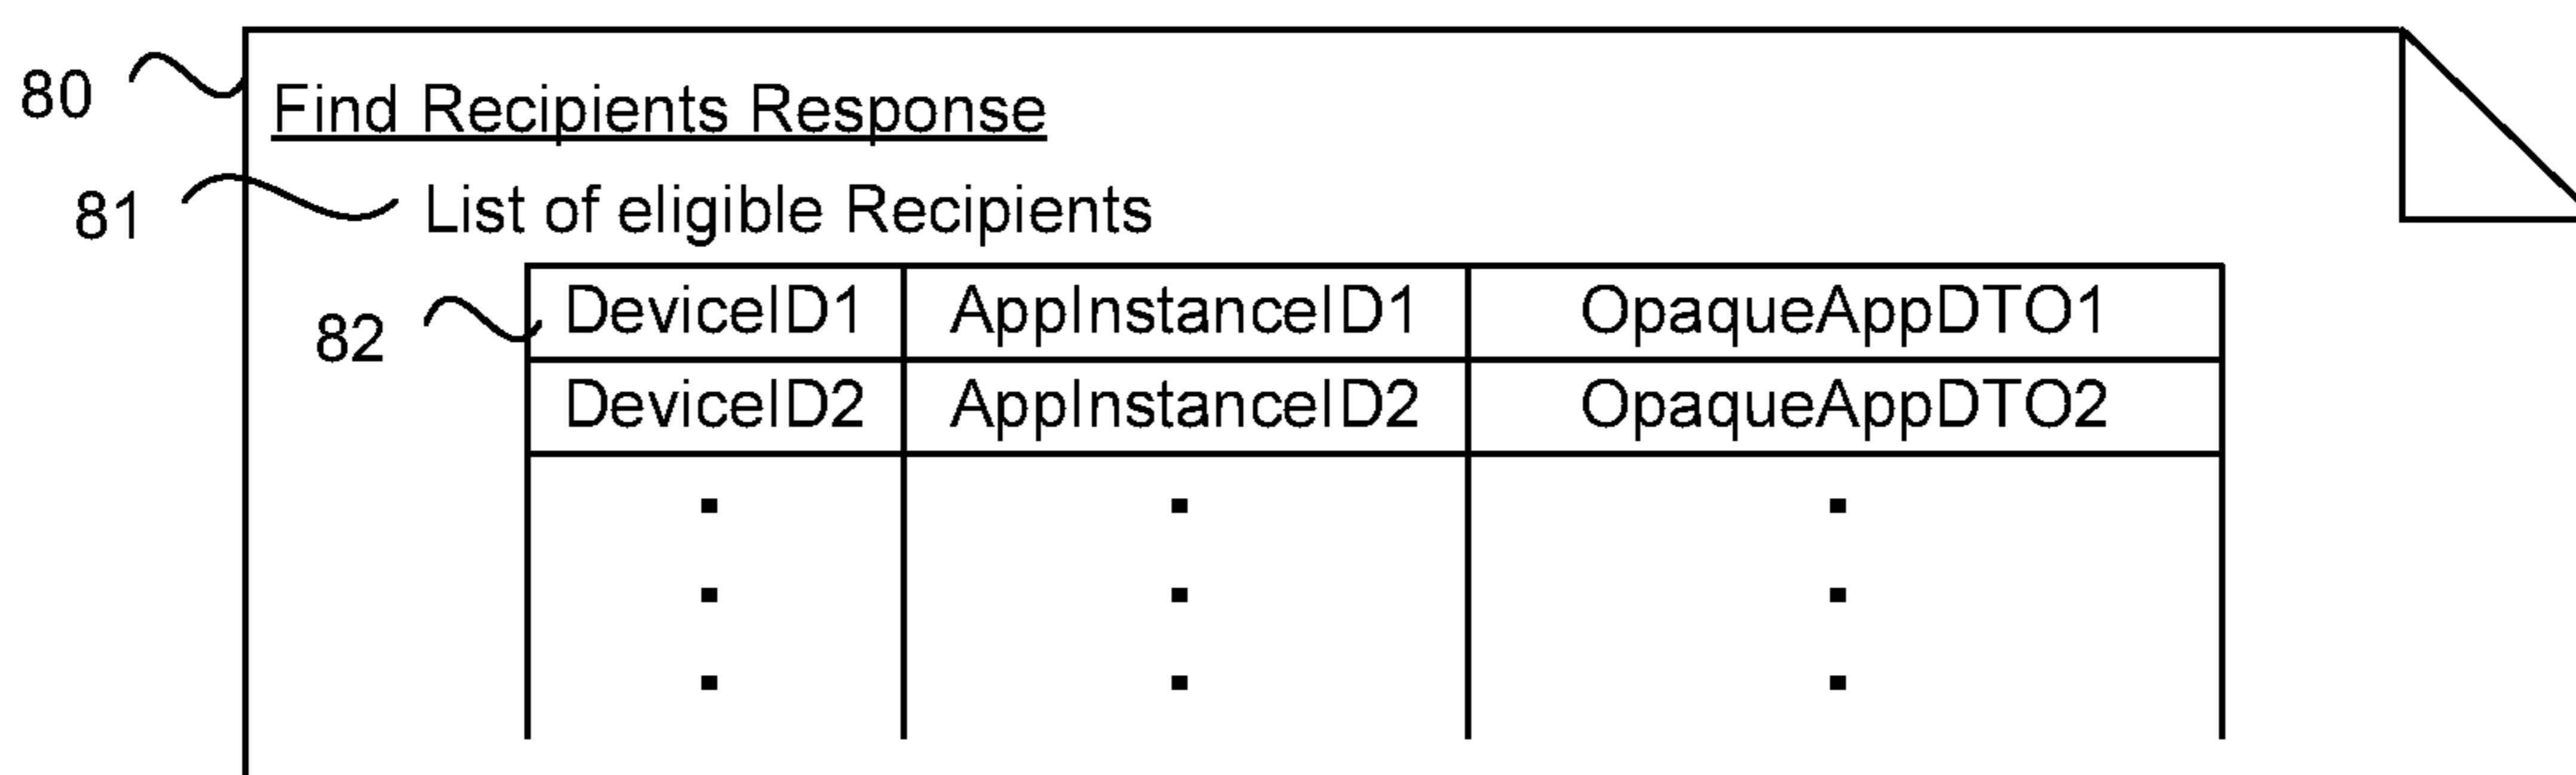 80 Find Recipients Response
81 List of eligible Recipients
82 DeviceID1 AppInstanceID1 OpaqueAppDTO1
DeviceID2 AppInstanceID2 OpaqueAppDTO2